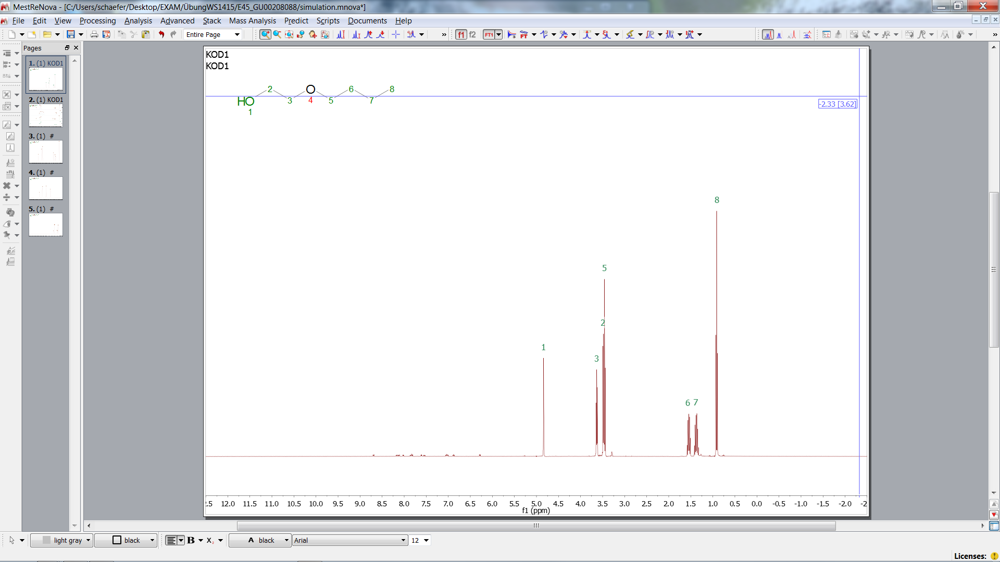 MestReNova - [C:/Users/schaefer/Desktop/EXAM/ÜbungWS1415/E45_GU00208088/simulation.mnova*]
File Edit View Processing Analysis Advanced Stack Mass Analysis Predict Scripts Documents Help
Entire Page
f1 f2 FT1
Pages
1. (1) KOD1
2. (1) KOD1
3. (1) #
4. (1) #
5. (1) #
KOD1
KOD1
2 O 6 8
HO 3 4 5 7
1
-2.33 [3.62]
8
5
2
1
3
6 7
.5 12.0 11.5 11.0 10.5 10.0 9.5 9.0 8.5 8.0 7.5 7.0 6.5 6.0 5.5 5.0 4.5 4.0 3.5 3.0 2.5 2.0 1.5 1.0 0.5 0.0 -0.5 -1.0 -1.5 -2.0 -2
f1 (ppm)
light gray black B X₂ A black Arial 12
Licenses: